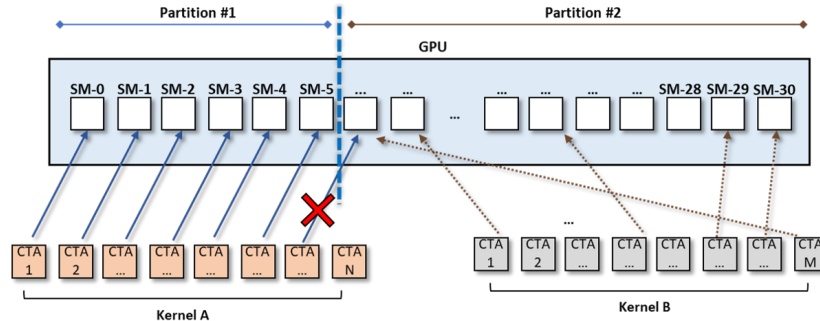 Partition #1
Partition #2
GPU
SM-0 SM-1 SM-2 SM-3 SM-4 SM-5 ... ... ... ... ... ... SM-28 SM-29 SM-30
...
...
CTA 1
CTA 2
CTA ...
CTA ...
CTA ...
CTA ...
CTA ...
CTA N
CTA 1
CTA 2
CTA ...
CTA ...
CTA ...
CTA ...
CTA ...
CTA M
Kernel A
Kernel B